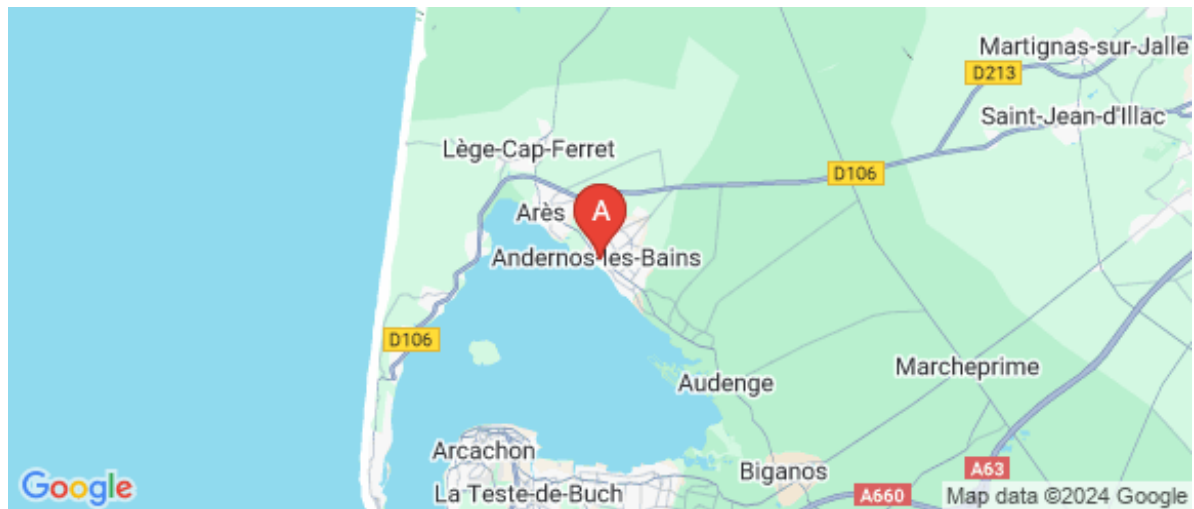 Martignas-sur-Jalle
D213
Saint-Jean-d'Illac
Lège-Cap-Ferret
D106
A
Arès
Andernos-les-Bains
D106
Marcheprime
Audenge
Arcachon
Biganos
A63
La Teste-de-Buch
A660
Google
Map data ©2024 Google